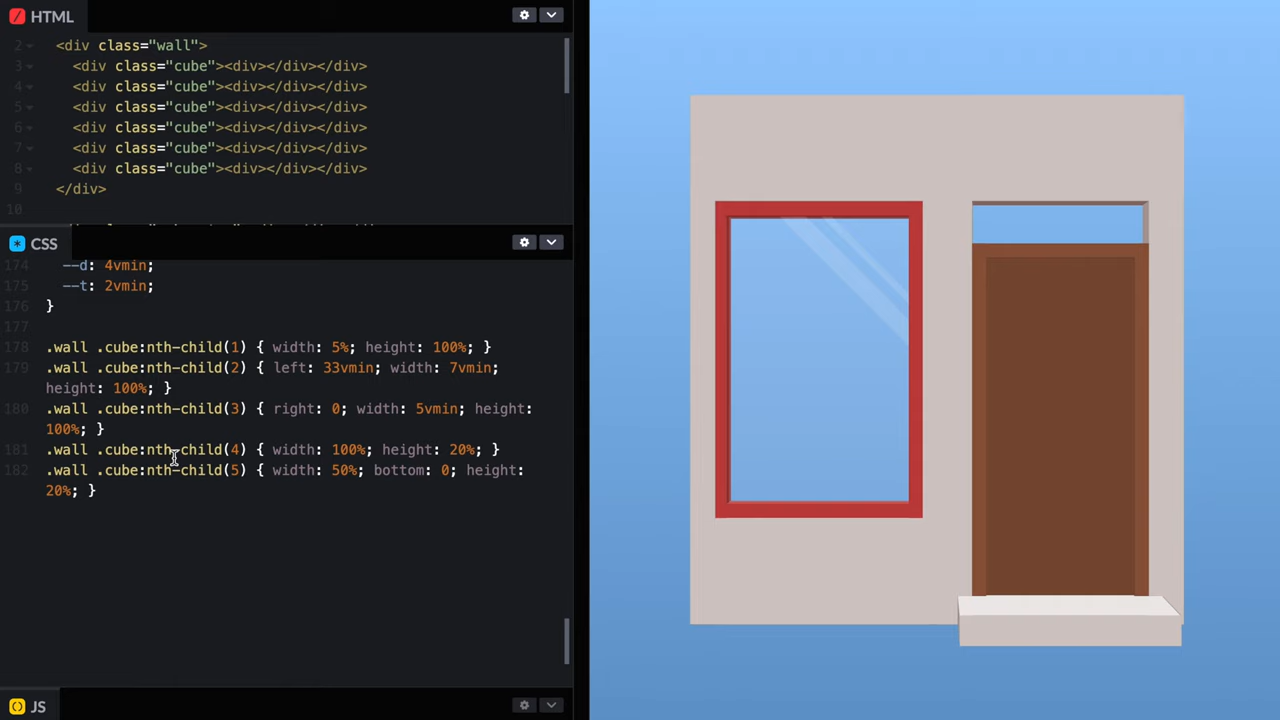 HTML
2 <div class="wall">
3 <div class="cube"><div></div></div>
4 <div class="cube"><div></div></div>
5 <div class="cube"><div></div></div>
6 <div class="cube"><div></div></div>
7 <div class="cube"><div></div></div>
8 <div class="cube"><div></div></div>
9 </div>
10
CSS
174 --d: 4vmin;
175 --t: 2vmin;
176 }
177
178 .wall .cube:nth-child(1) { width: 5%; height: 100%; }
179 .wall .cube:nth-child(2) { left: 33vmin; width: 7vmin;
height: 100%; }
180 .wall .cube:nth-child(3) { right: 0; width: 5vmin; height:
100%; }
181 .wall .cube:nth-child(4) { width: 100%; height: 20%; }
182 .wall .cube:nth-child(5) { width: 50%; bottom: 0; height:
20%; }
JS